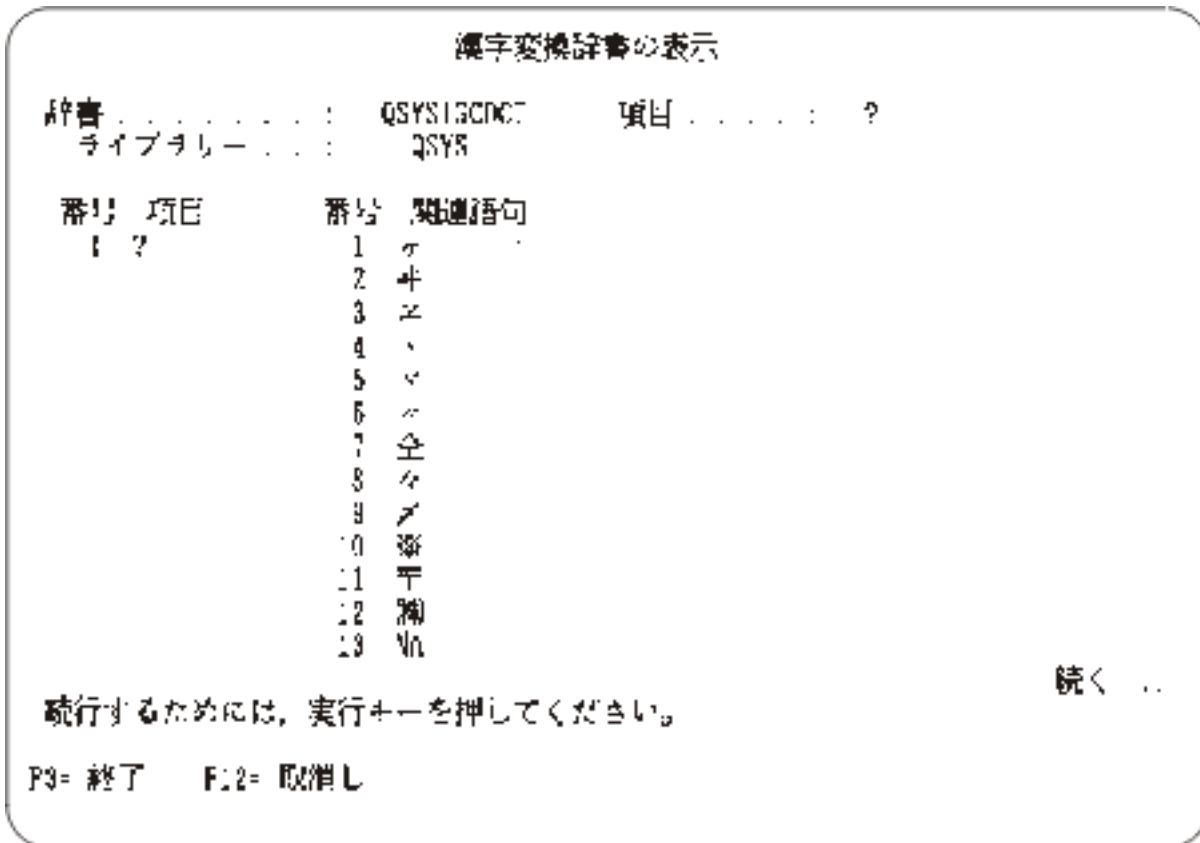 漢字変換辞書の表示
辞書 . . . . . . . . : QSYSIGCDCT 項目 . . . . . : ?
ライブラリー . . : QSYS
番号 項目 番号 関連語句
1 ? 1 ヶ
2 ヰ
3 ヱ
4 ヽ
5 ヾ
6
7 仝
8 々
9 〆
10
11 〒
12 ㈱
13 №
続く ...
続行するためには，実行キーを押してください。
F3= 終了 F12= 取消し